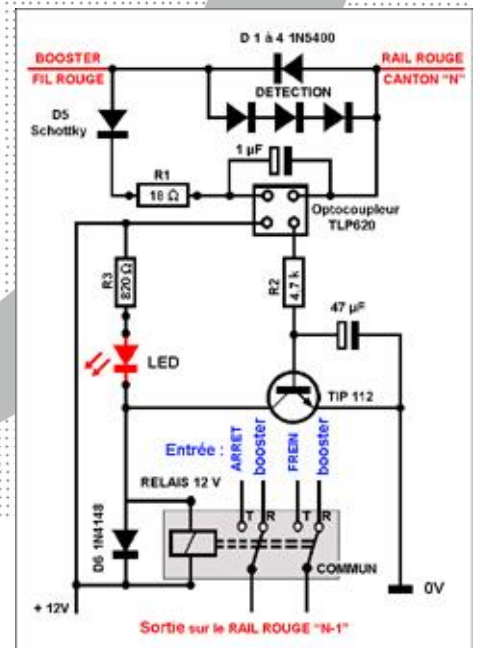 D 1 à 4 1N5400
BOOSTER
FIL ROUGE
RAIL ROUGE
CANTON "N"
DETECTION
D5
Schottky
1 µF
R1
18 Ω
Optocoupleur
TLP620
R3
820 Ω
R2
4.7 k
47 µF
LED
TIP 112
Entrée :
ARRET
booster
FREIN
booster
RELAIS 12 V
T R T R
D6 1N4148
COMMUN
0V
+ 12V
Sortie sur le RAIL ROUGE "N-1"